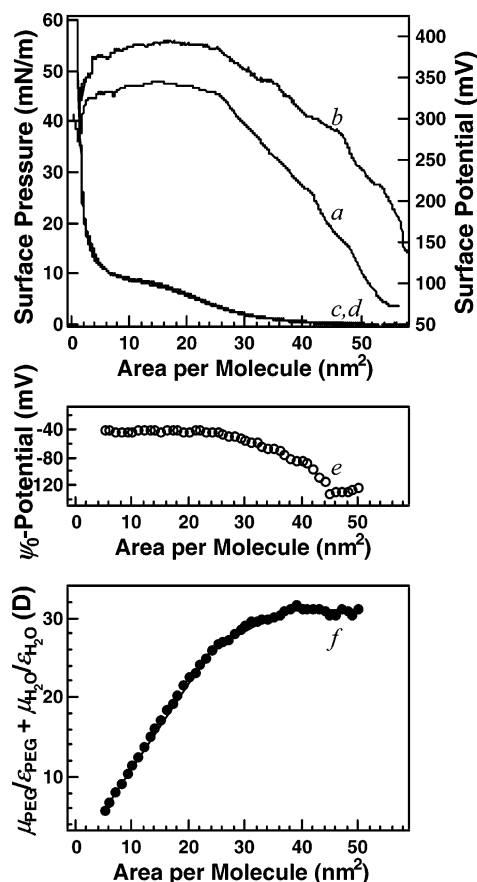 60
50
40
30
20
10
0
Surface Pressure (mN/m)
400
350
300
250
200
150
100
50
Surface Potential (mV)
b
a
c,d
0 10 20 30 40 50
Area per Molecule (nm²)
-40
-80
-120
ψ₀-Potential (mV)
e
0 10 20 30 40 50
Area per Molecule (nm²)
30
20
10
μPEG/εPEG + μH₂O/εH₂O (D)
f
0 10 20 30 40 50
Area per Molecule (nm²)